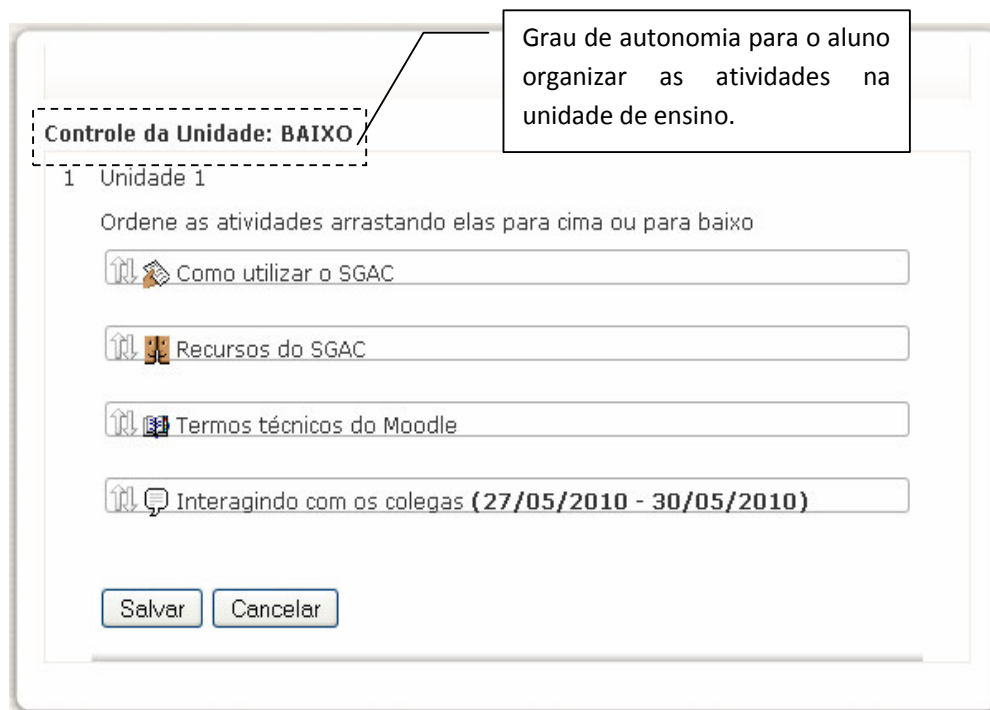 Grau de autonomia para o aluno
organizar as atividades na
unidade de ensino.
Controle da Unidade: BAIXO
1 Unidade 1
Ordene as atividades arrastando elas para cima ou para baixo
Como utilizar o SGAC
Recursos do SGAC
Termos técnicos do Moodle
Interagindo com os colegas (27/05/2010 - 30/05/2010)
Salvar Cancelar